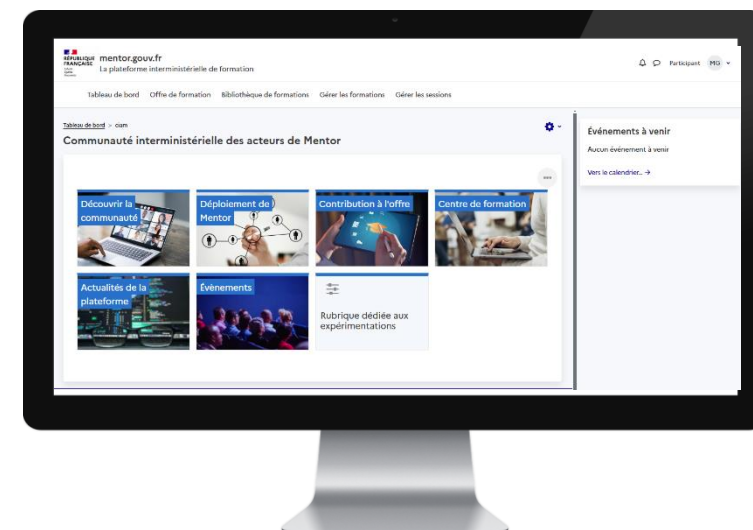 RÉPUBLIQUE
FRANÇAISE
mentor.gouv.fr
La plateforme interministérielle de formation
Participant MG
Tableau de bord Offre de formation Bibliothèque de formations Gérer les formations Gérer les sessions
Tableau de bord > ciam
Communauté interministérielle des acteurs de Mentor
Découvrir la
communauté
Déploiement de
Mentor
Contribution à l'offre
Centre de formation
Actualités de la
plateforme
Évènements
Rubrique dédiée aux
expérimentations
Événements à venir
Aucun événement à venir
Vers le calendrier... →